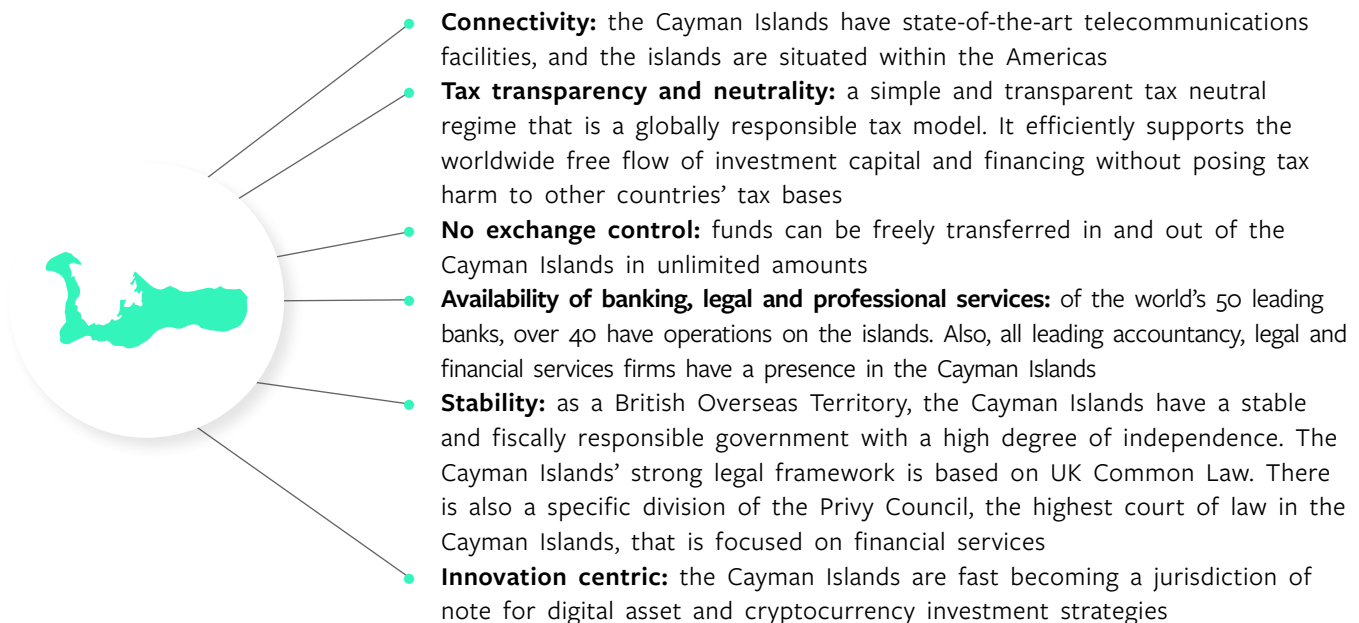 Connectivity: the Cayman Islands have state-of-the-art telecommunications
facilities, and the islands are situated within the Americas
Tax transparency and neutrality: a simple and transparent tax neutral
regime that is a globally responsible tax model. It efficiently supports the
worldwide free flow of investment capital and financing without posing tax
harm to other countries’ tax bases
No exchange control: funds can be freely transferred in and out of the
Cayman Islands in unlimited amounts
Availability of banking, legal and professional services: of the world’s 50 leading
banks, over 40 have operations on the islands. Also, all leading accountancy, legal and
financial services firms have a presence in the Cayman Islands
Stability: as a British Overseas Territory, the Cayman Islands have a stable
and fiscally responsible government with a high degree of independence. The
Cayman Islands’ strong legal framework is based on UK Common Law. There
is also a specific division of the Privy Council, the highest court of law in the
Cayman Islands, that is focused on financial services
Innovation centric: the Cayman Islands are fast becoming a jurisdiction of
note for digital asset and cryptocurrency investment strategies